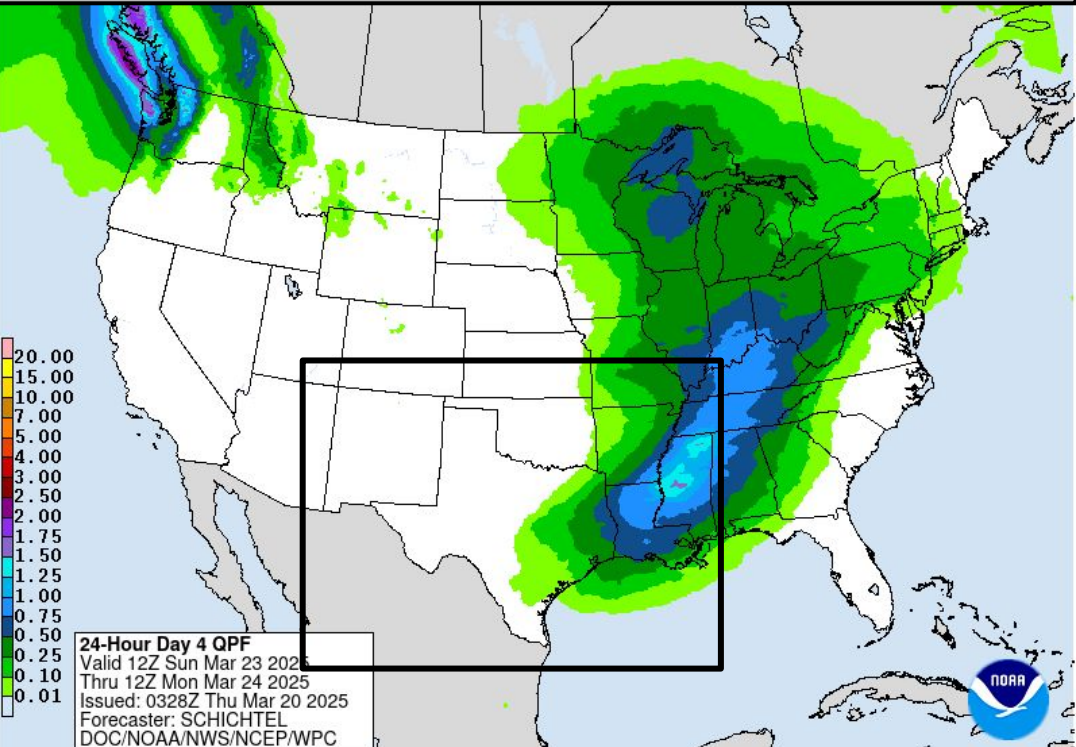 20.00
15.00
10.00
7.00
5.00
4.00
3.00
2.50
2.00
1.75
1.50
1.25
1.00
0.75
0.50
0.25
0.10
0.01
24-Hour Day 4 QPF
Valid 12Z Sun Mar 23 2025
Thru 12Z Mon Mar 24 2025
Issued: 0328Z Thu Mar 20 2025
Forecaster: SCHICHTEL
DOC/NOAA/NWS/NCEP/WPC
NOAA